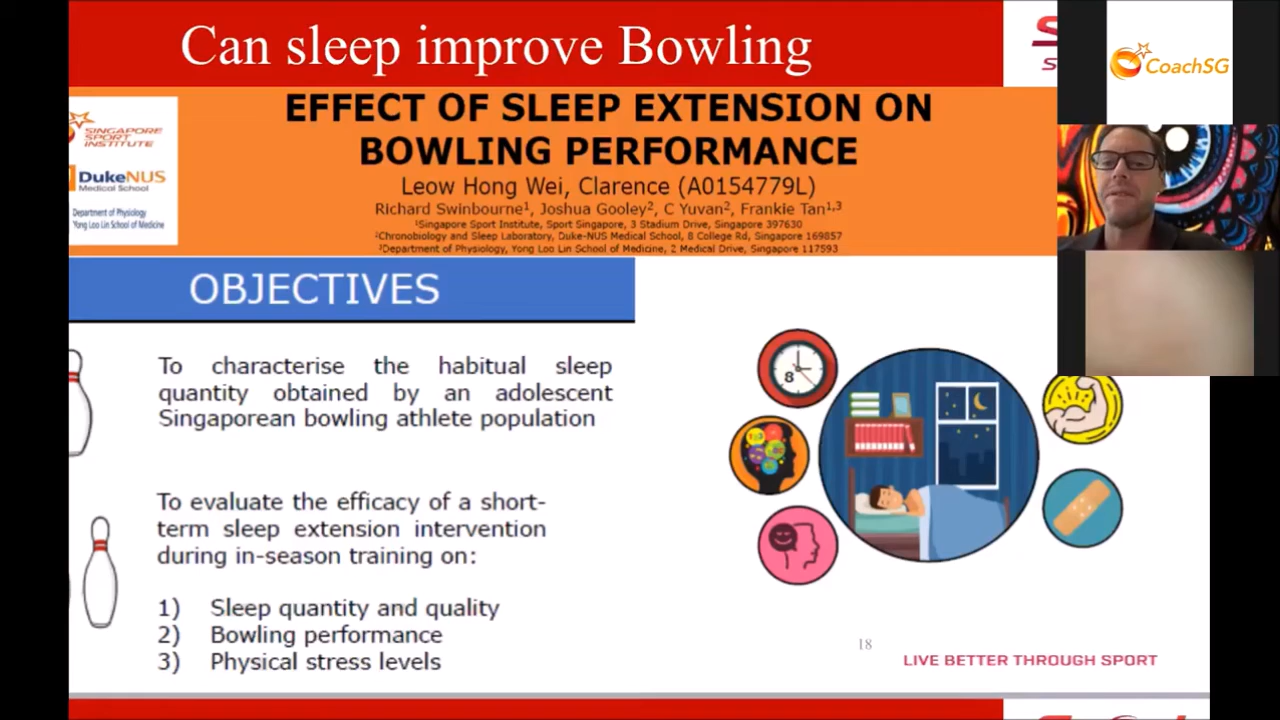 Can sleep improve Bowling
S
S
CoachSG
EFFECT OF SLEEP EXTENSION ON
BOWLING PERFORMANCE
Leow Hong Wei, Clarence (A0154779L)
Richard Swinbourne¹, Joshua Gooley², C Yuvan², Frankie Tan¹,³
¹Singapore Sport Institute, Sport Singapore, 3 Stadium Drive, Singapore 397630
²Chronobiology and Sleep Laboratory, Duke-NUS Medical School, 8 College Rd, Singapore 169857
³Department of Physiology, Yong Loo Lin School of Medicine, 2 Medical Drive, Singapore 117593
SINGAPORE
SPORT
INSTITUTE
DukeNUS
Medical School
Department of Physiology
Yong Loo Lin School of Medicine
OBJECTIVES
To characterise the habitual sleep
quantity obtained by an adolescent
Singaporean bowling athlete population
To evaluate the efficacy of a short-
term sleep extension intervention
during in-season training on:
1) Sleep quantity and quality
2) Bowling performance
3) Physical stress levels
8
18
LIVE BETTER THROUGH SPORT